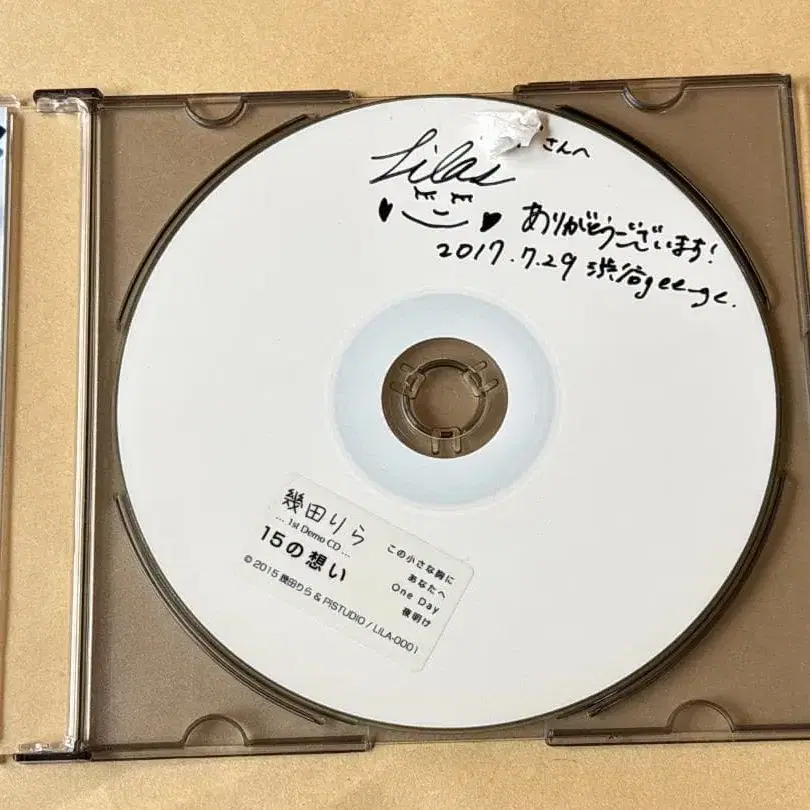 Lilas
さんへ
ありがとうございます!
2017.7.29 渋谷gee-ge.
幾田りら
... 1st Demo CD ...
15の想い
この小さな胸に
あなたへ
One Day
夜明け
© 2015 幾田りら & PISTUDIO / LILA-0001